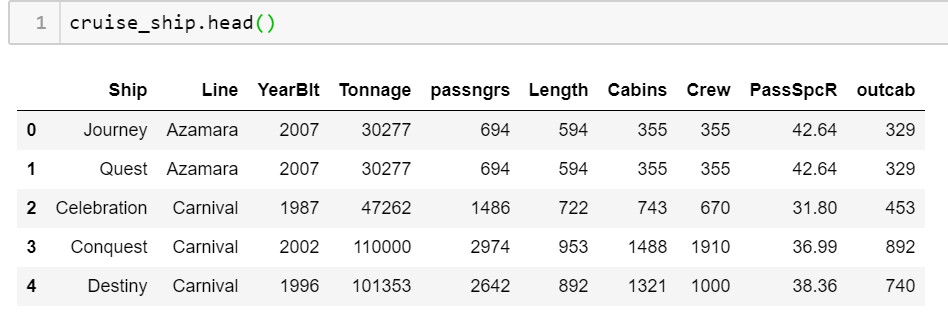 1 cruise_ship.head()
Ship Line YearBlt Tonnage passngrs Length Cabins Crew PassSpcR outcab
0 Journey Azamara 2007 30277 694 594 355 355 42.64 329
1 Quest Azamara 2007 30277 694 594 355 355 42.64 329
2 Celebration Carnival 1987 47262 1486 722 743 670 31.80 453
3 Conquest Carnival 2002 110000 2974 953 1488 1910 36.99 892
4 Destiny Carnival 1996 101353 2642 892 1321 1000 38.36 740